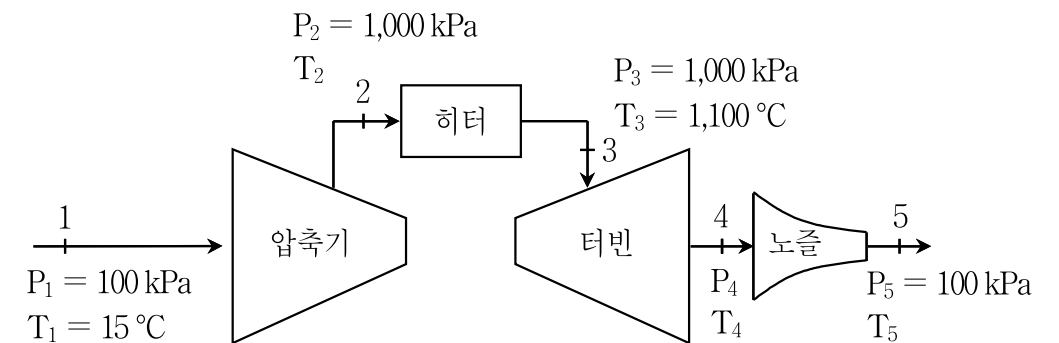 P₂ = 1,000 kPa
T₂
2
히터
P₃ = 1,000 kPa
T₃ = 1,100 ℃
3
1
압축기
터빈
4
노즐
5
P₁ = 100 kPa
T₁ = 15 ℃
P₄
T₄
P₅ = 100 kPa
T₅